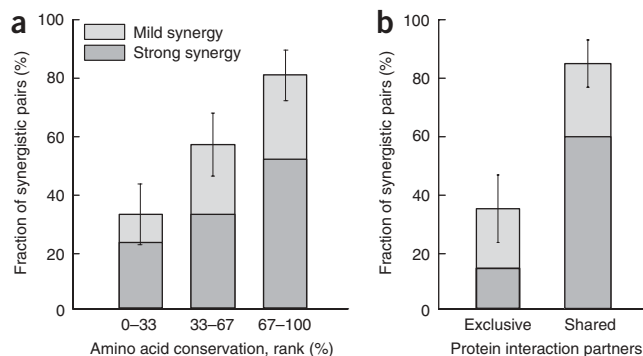 a
Fraction of synergistic pairs (%)
100
80
60
40
20
0
Mild synergy
Strong synergy
0–33 33–67 67–100
Amino acid conservation, rank (%)
b
Fraction of synergistic pairs (%)
100
80
60
40
20
0
Exclusive Shared
Protein interaction partners